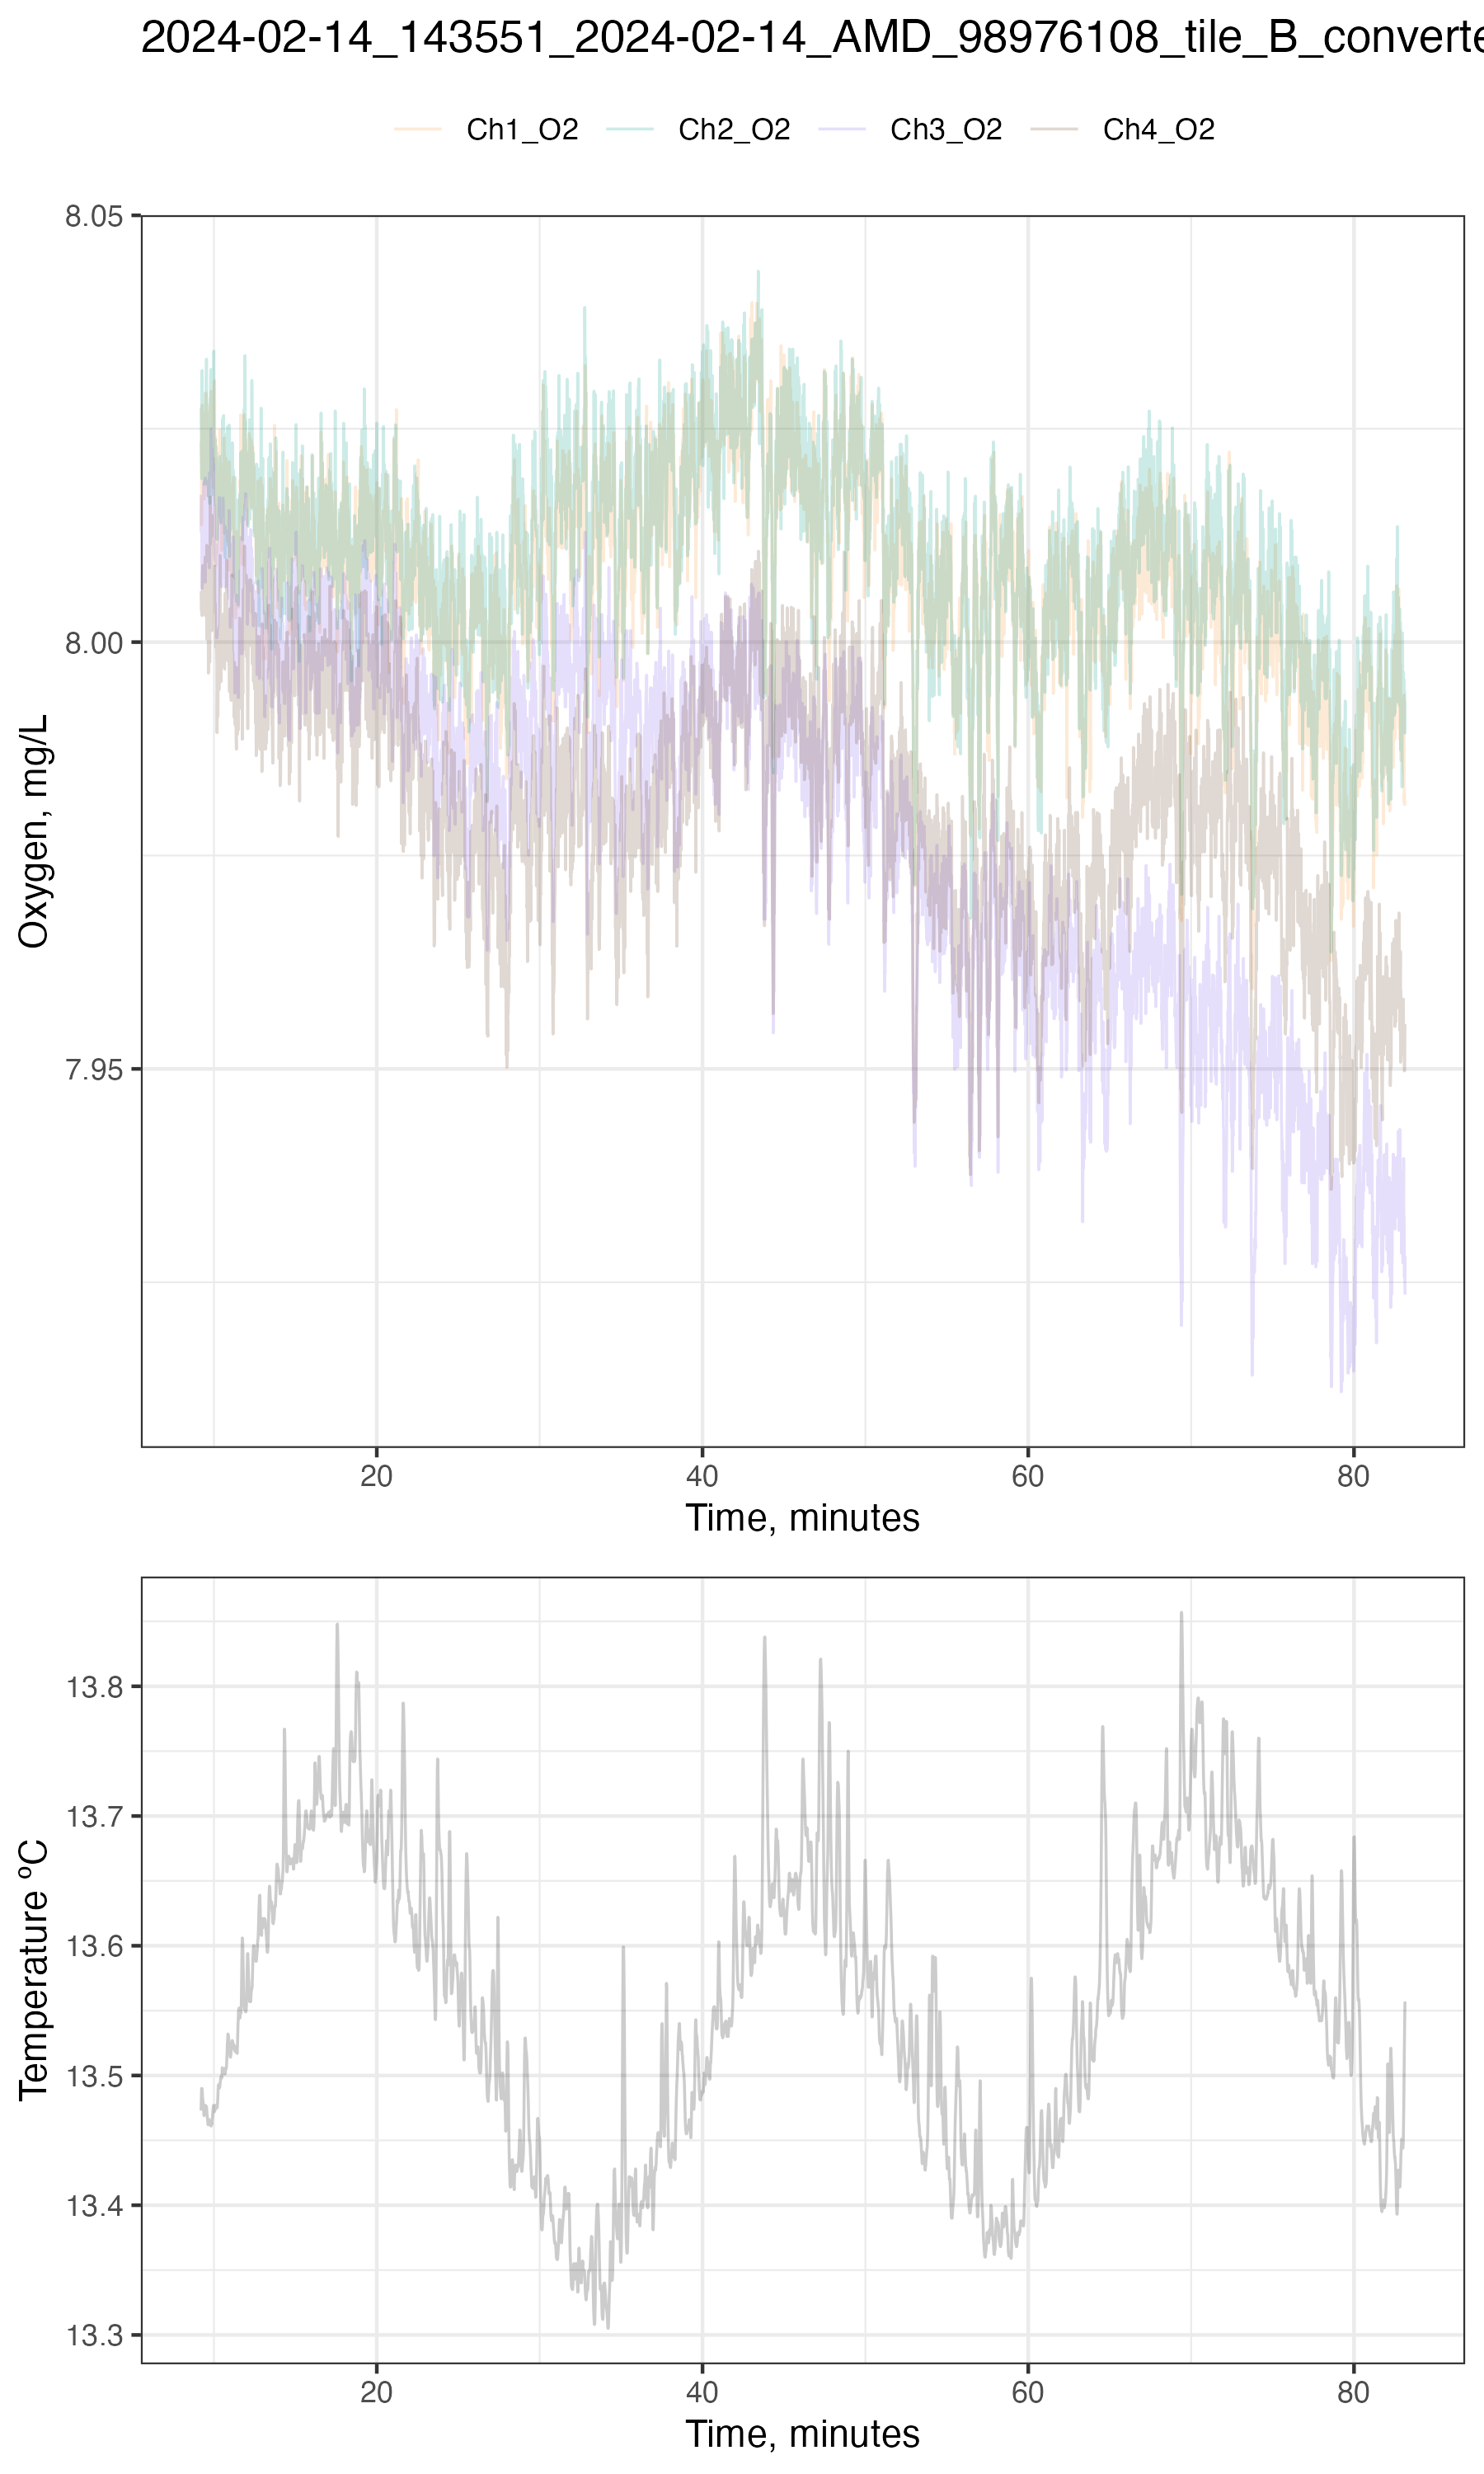 2024-02-14_143551_2024-02-14_AMD_98976108_tile_B_converte
Ch1_O2 Ch2_O2 Ch3_O2 Ch4_O2
8.05
8.00
7.95
Oxygen, mg/L
20 40 60 80
Time, minutes
13.8
13.7
13.6
13.5
13.4
13.3
Temperature ºC
20 40 60 80
Time, minutes